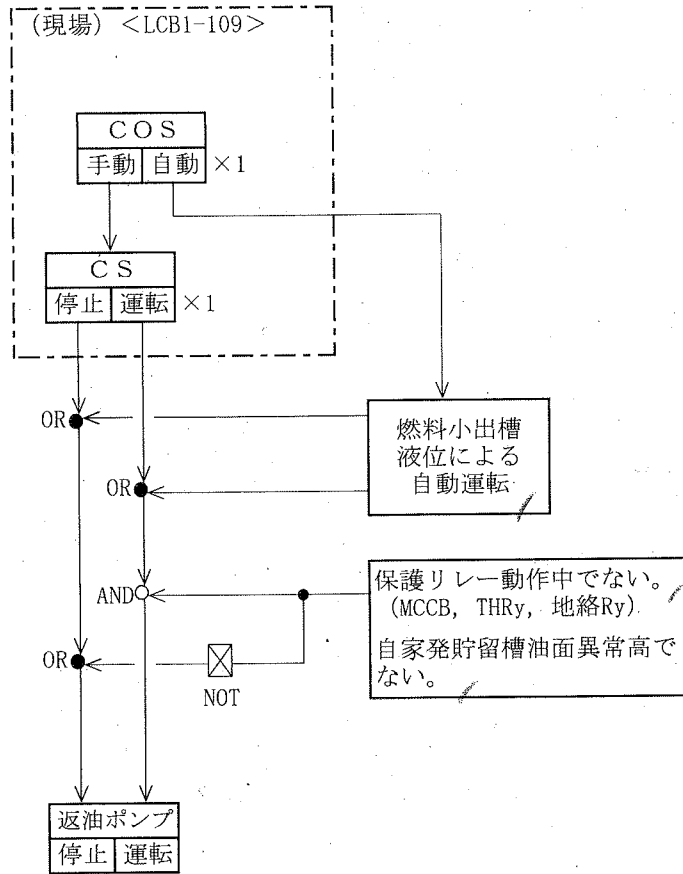 (現場) <LCB1-109>
COS
手動 自動 ×1
CS
停止 運転 ×1
OR
燃料小出槽
液位による
自動運転
OR
AND
保護リレー動作中でない。
(MCCB, THRy, 地絡Ry)
自家発貯留槽油面異常高で
ない。
OR
NOT
返油ポンプ
停止 運転